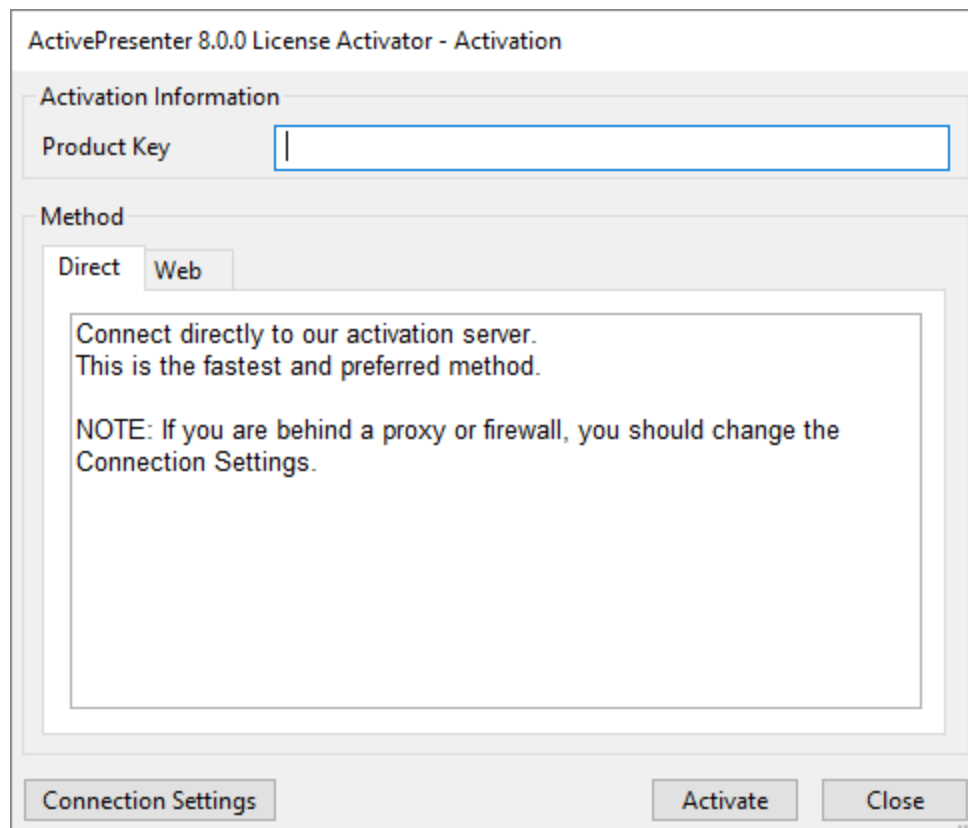 ActivePresenter 8.0.0 License Activator - Activation
Activation Information
Product Key
Method
Direct Web
Connect directly to our activation server.
This is the fastest and preferred method.
NOTE: If you are behind a proxy or firewall, you should change the
Connection Settings.
Connection Settings Activate Close